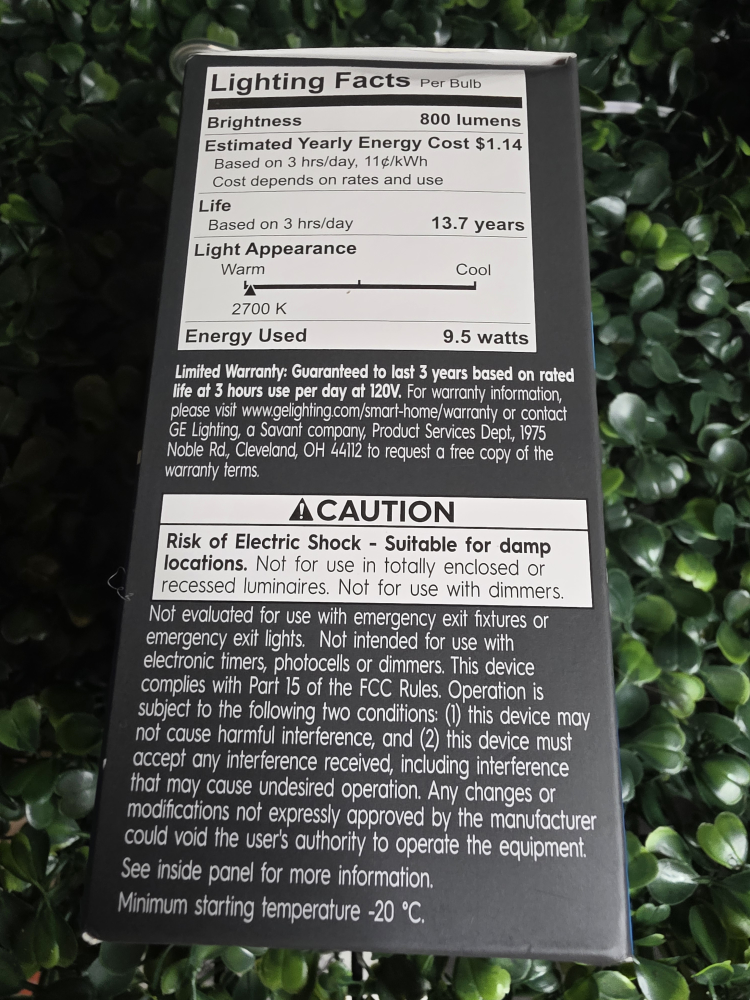 Lighting Facts Per Bulb
Brightness 800 lumens
Estimated Yearly Energy Cost $1.14
Based on 3 hrs/day, 11¢/kWh
Cost depends on rates and use
Life
Based on 3 hrs/day 13.7 years
Light Appearance
Warm Cool
2700 K
Energy Used 9.5 watts
Limited Warranty: Guaranteed to last 3 years based on rated
life at 3 hours use per day at 120V. For warranty information,
please visit www.gelighting.com/smart-home/warranty or contact
GE Lighting, a Savant company, Product Services Dept., 1975
Noble Rd., Cleveland, OH 44112 to request a free copy of the
warranty terms.
⚠CAUTION
Risk of Electric Shock - Suitable for damp
locations. Not for use in totally enclosed or
recessed luminaires. Not for use with dimmers.
Not evaluated for use with emergency exit fixtures or
emergency exit lights. Not intended for use with
electronic timers, photocells or dimmers. This device
complies with Part 15 of the FCC Rules. Operation is
subject to the following two conditions: (1) this device may
not cause harmful interference, and (2) this device must
accept any interference received, including interference
that may cause undesired operation. Any changes or
modifications not expressly approved by the manufacturer
could void the user's authority to operate the equipment.
See inside panel for more information.
Minimum starting temperature -20 °C.